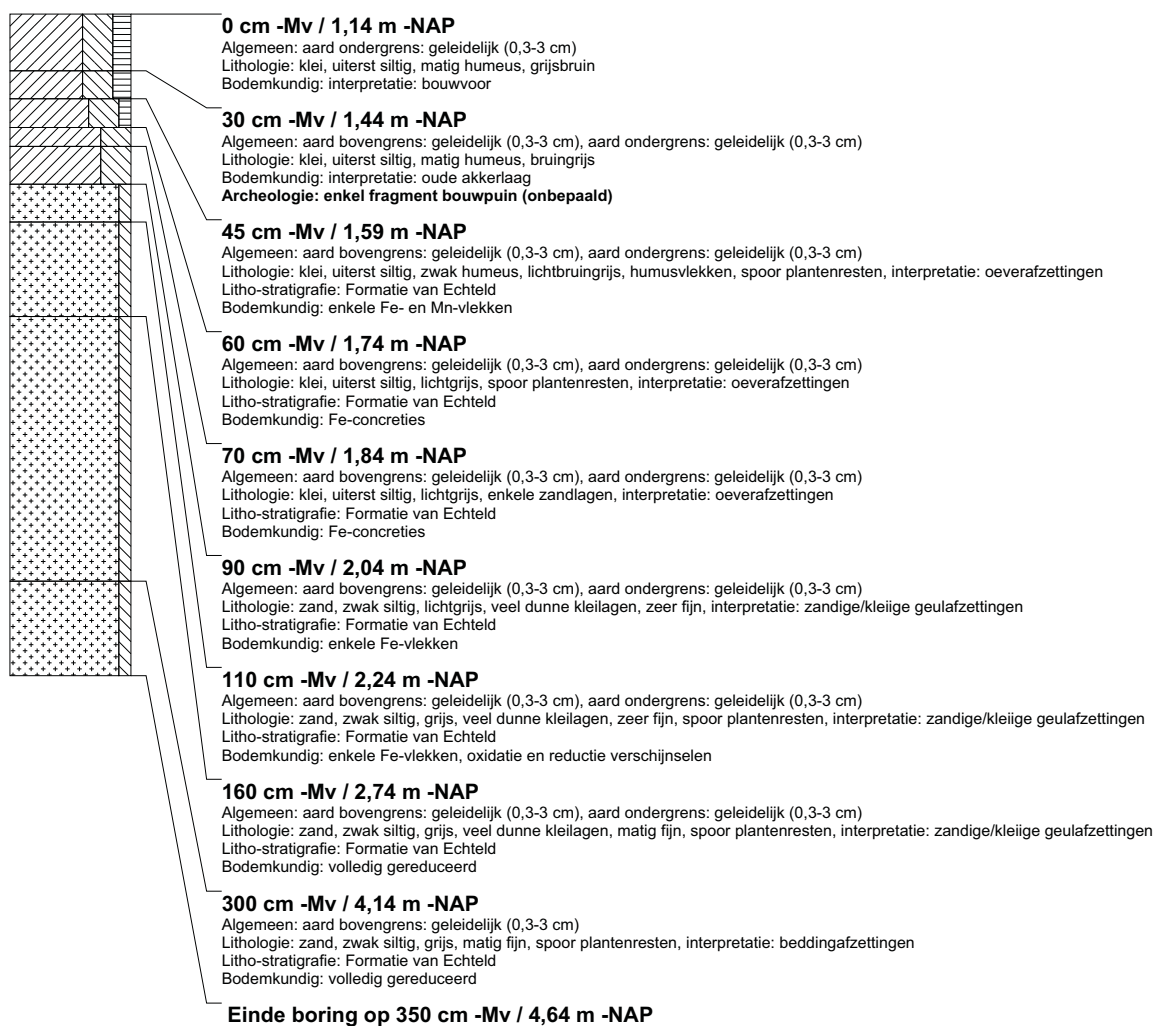 0 cm -Mv / 1,14 m -NAP
Algemeen: aard ondergrens: geleidelijk (0,3-3 cm)
Lithologie: klei, uiterst siltig, matig humeus, grijsbruin
Bodemkundig: interpretatie: bouwvoor
30 cm -Mv / 1,44 m -NAP
Algemeen: aard bovengrens: geleidelijk (0,3-3 cm), aard ondergrens: geleidelijk (0,3-3 cm)
Lithologie: klei, uiterst siltig, matig humeus, bruingrijs
Bodemkundig: interpretatie: oude akkerlaag
Archeologie: enkel fragment bouwpuin (onbepaald)
45 cm -Mv / 1,59 m -NAP
Algemeen: aard bovengrens: geleidelijk (0,3-3 cm), aard ondergrens: geleidelijk (0,3-3 cm)
Lithologie: klei, uiterst siltig, zwak humeus, lichtbruingrijs, humusvlekken, spoor plantenresten, interpretatie: oeverafzettingen
Litho-stratigrafie: Formatie van Echteld
Bodemkundig: enkele Fe- en Mn-vlekken
60 cm -Mv / 1,74 m -NAP
Algemeen: aard bovengrens: geleidelijk (0,3-3 cm), aard ondergrens: geleidelijk (0,3-3 cm)
Lithologie: klei, uiterst siltig, lichtgrijs, spoor plantenresten, interpretatie: oeverafzettingen
Litho-stratigrafie: Formatie van Echteld
Bodemkundig: Fe-concreties
70 cm -Mv / 1,84 m -NAP
Algemeen: aard bovengrens: geleidelijk (0,3-3 cm), aard ondergrens: geleidelijk (0,3-3 cm)
Lithologie: klei, uiterst siltig, lichtgrijs, enkele zandlagen, interpretatie: oeverafzettingen
Litho-stratigrafie: Formatie van Echteld
Bodemkundig: Fe-concreties
90 cm -Mv / 2,04 m -NAP
Algemeen: aard bovengrens: geleidelijk (0,3-3 cm), aard ondergrens: geleidelijk (0,3-3 cm)
Lithologie: zand, zwak siltig, lichtgrijs, veel dunne kleilagen, zeer fijn, interpretatie: zandige/kleiige geulafzettingen
Litho-stratigrafie: Formatie van Echteld
Bodemkundig: enkele Fe-vlekken
110 cm -Mv / 2,24 m -NAP
Algemeen: aard bovengrens: geleidelijk (0,3-3 cm), aard ondergrens: geleidelijk (0,3-3 cm)
Lithologie: zand, zwak siltig, grijs, veel dunne kleilagen, zeer fijn, spoor plantenresten, interpretatie: zandige/kleiige geulafzettingen
Litho-stratigrafie: Formatie van Echteld
Bodemkundig: enkele Fe-vlekken, oxidatie en reductie verschijnselen
160 cm -Mv / 2,74 m -NAP
Algemeen: aard bovengrens: geleidelijk (0,3-3 cm), aard ondergrens: geleidelijk (0,3-3 cm)
Lithologie: zand, zwak siltig, grijs, veel dunne kleilagen, matig fijn, spoor plantenresten, interpretatie: zandige/kleiige geulafzettingen
Litho-stratigrafie: Formatie van Echteld
Bodemkundig: volledig gereduceerd
300 cm -Mv / 4,14 m -NAP
Algemeen: aard bovengrens: geleidelijk (0,3-3 cm)
Lithologie: zand, zwak siltig, grijs, matig fijn, spoor plantenresten, interpretatie: beddingafzettingen
Litho-stratigrafie: Formatie van Echteld
Bodemkundig: volledig gereduceerd
Einde boring op 350 cm -Mv / 4,64 m -NAP